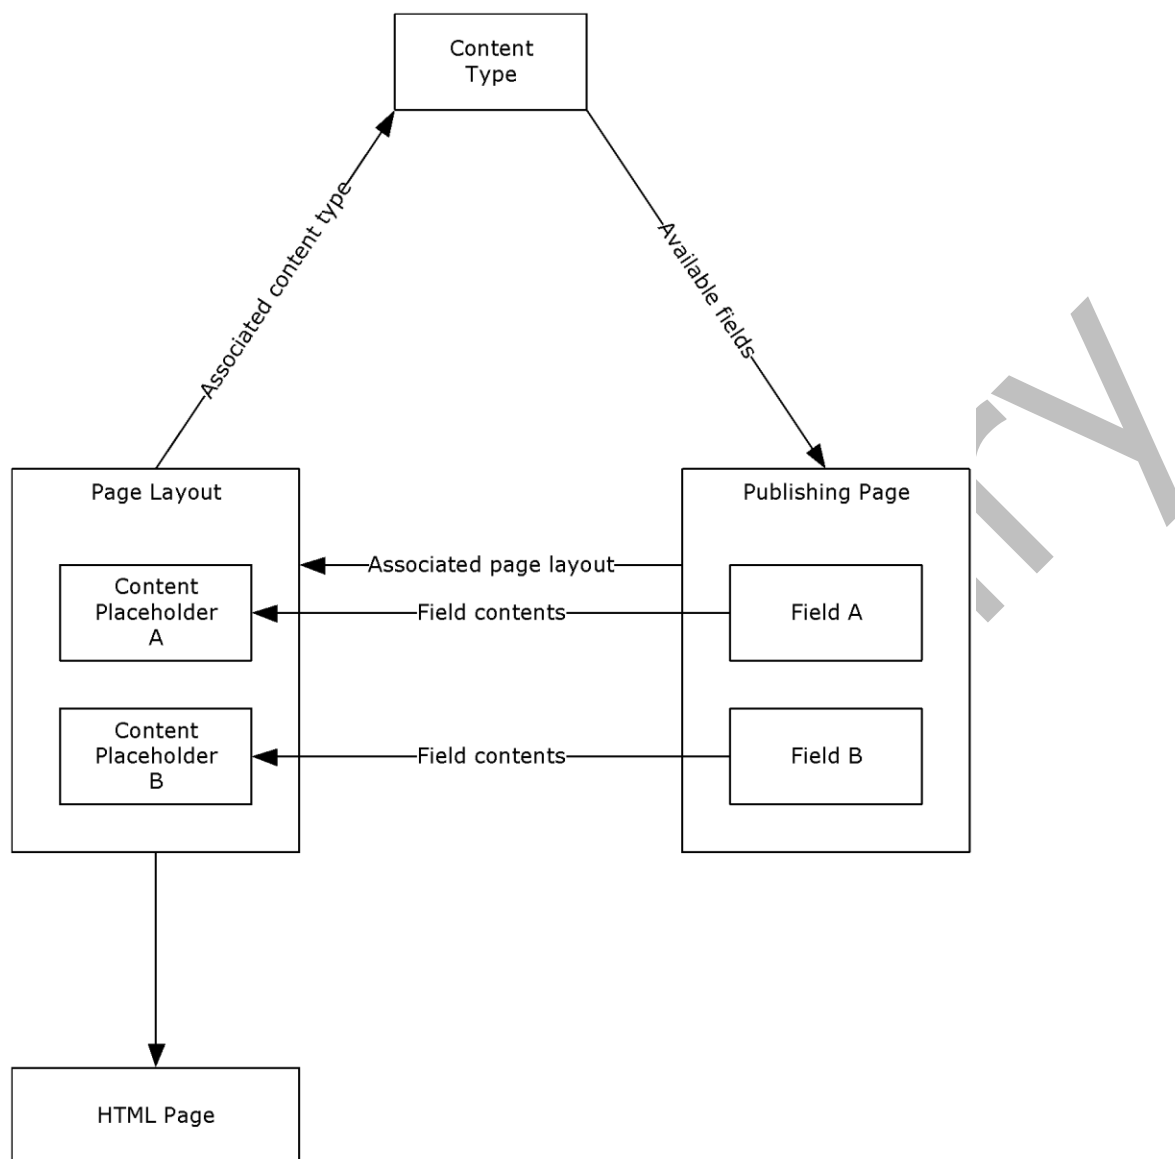 Content
Type
Associated content type
Available fields
Page Layout
Publishing Page
Associated page layout
Content
Placeholder
A
Field contents
Field A
Content
Placeholder
B
Field contents
Field B
HTML Page